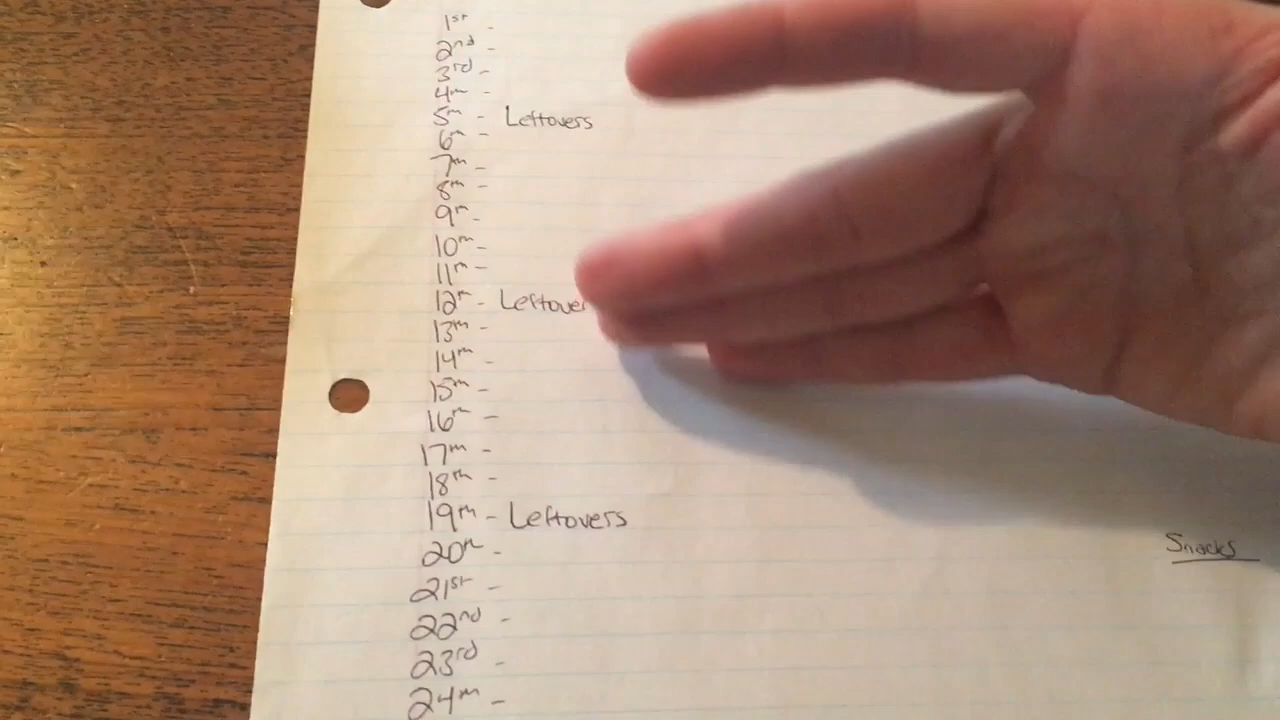 1st -
2nd -
3rd -
4th -
5th - Leftovers
6th -
7th -
8th -
9th -
10th -
11th -
12th - Leftover
13th -
14th -
15th -
16th -
17th -
18th -
19th - Leftovers
20th -
Snacks
21st -
22nd -
23rd -
24th -